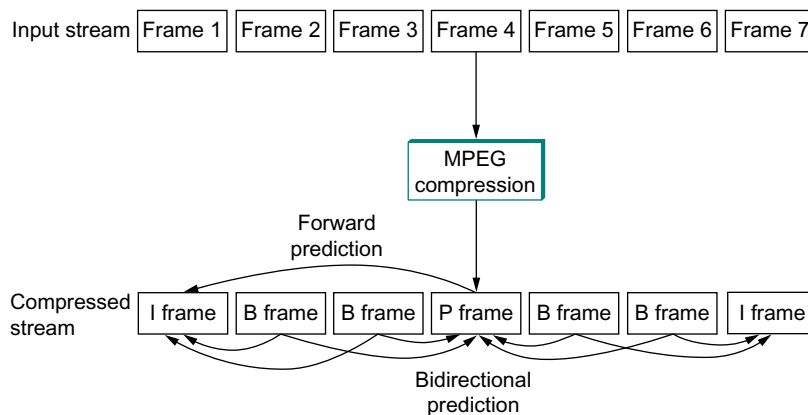 Input stream Frame 1 Frame 2 Frame 3 Frame 4 Frame 5 Frame 6 Frame 7
MPEG
compression
Forward
prediction
Compressed
stream
I frame B frame B frame P frame B frame B frame I frame
Bidirectional
prediction